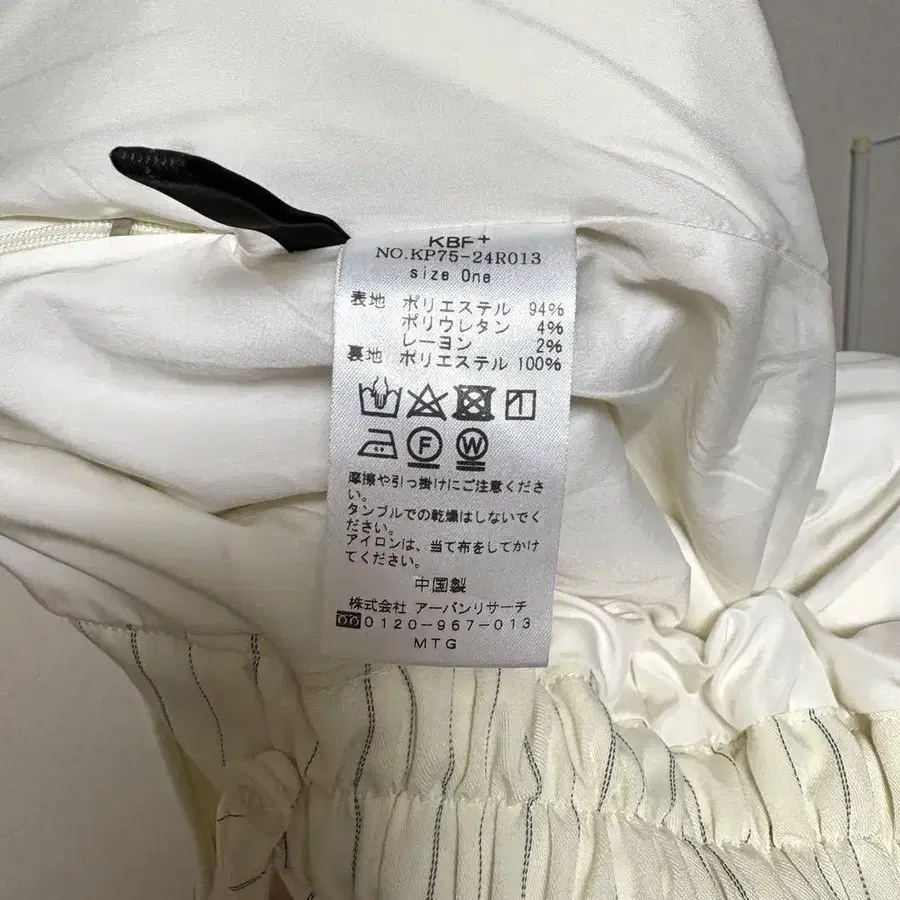 KBF+
NO.KP75-24R013
size One
表地 ポリエステル 94%
ポリウレタン 4%
レーヨン 2%
裏地 ポリエステル 100%
F W
摩擦や引っ掛けにご注意くださ
い。
タンブルでの乾燥はしないでく
ださい。
アイロンは、当て布をしてかけ
てください。
中国製
株式会社 アーバンリサーチ
0120-967-013
MTG